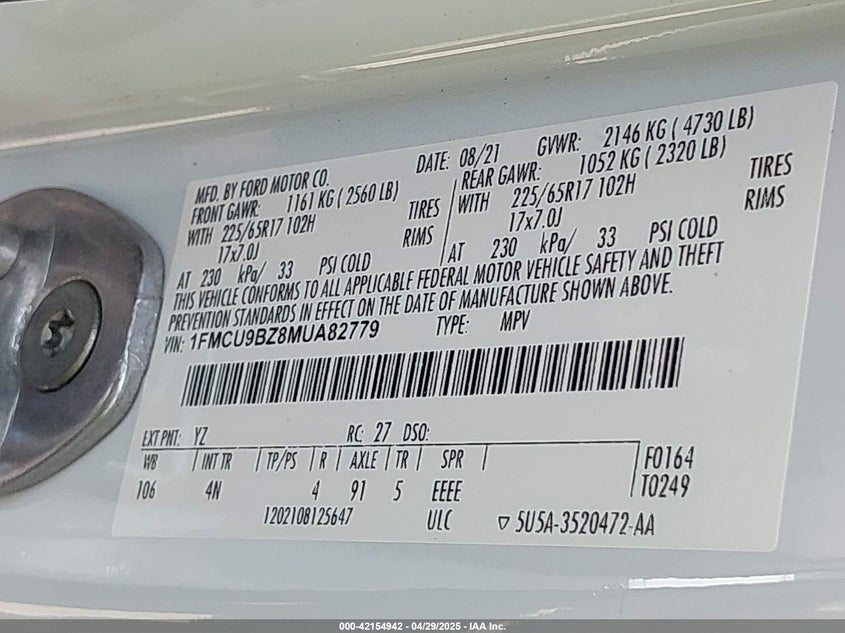 MFD. BY FORD MOTOR CO. DATE: 08/21 GVWR: 2146 KG ( 4730 LB)
FRONT GAWR: 1161 KG ( 2560 LB) REAR GAWR: 1052 KG ( 2320 LB)
WITH 225/65R17 102H TIRES WITH 225/65R17 102H TIRES
17x7.0J RIMS 17x7.0J RIMS
AT 230 kPa/ 33 PSI COLD AT 230 kPa/ 33 PSI COLD
THIS VEHICLE CONFORMS TO ALL APPLICABLE FEDERAL MOTOR VEHICLE SAFETY AND THEFT
PREVENTION STANDARDS IN EFFECT ON THE DATE OF MANUFACTURE SHOWN ABOVE.
VIN: 1FMCU9BZ8MUA82779 TYPE: MPV
EXT PNT: YZ RC: 27 DSO:
WB INT TR TP/PS R AXLE TR SPR F0164
106 4N 4 91 5 EEEE T0249
1202108125647 ULC 5U5A-3520472-AA
000-42154942 / 04/29/2025 - IAA Inc.